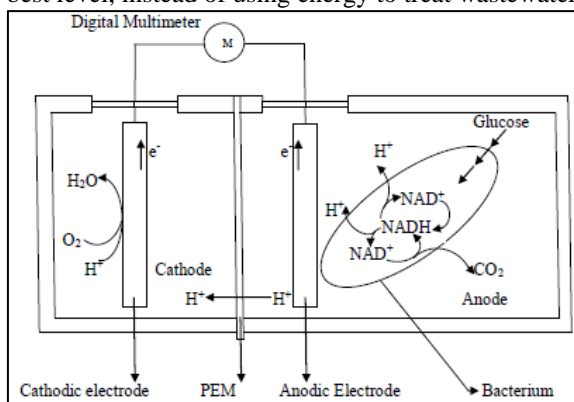 best level, instead of using energy to treat wastewater
Digital Multimeter
M
Glucose
e-
e-
H+
H2O
NAD+
H+
NADH
O2
NAD+
H+
Cathode
CO2
H+
H+
Anode
Cathodic electrode
PEM
Anodic Electrode
Bacterium